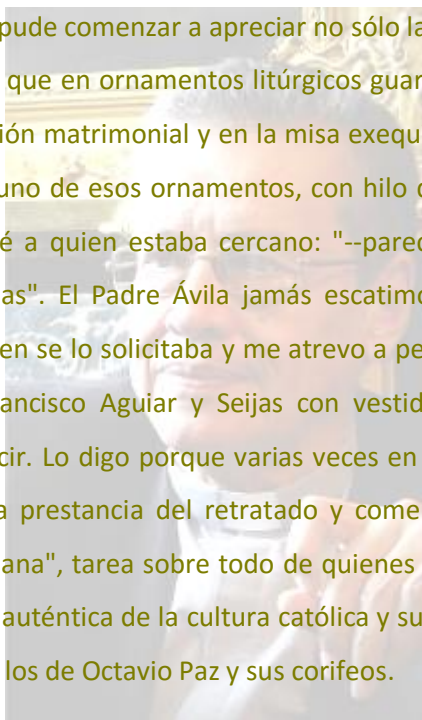 pude comenzar a apreciar no sólo la
que en ornamentos litúrgicos guar
ión matrimonial y en la misa exequ
uno de esos ornamentos, con hilo
é a quien estaba cercano: "--pare
as". El Padre Ávila jamás escatimó
en se lo solicitaba y me atrevo a pe
ancisco Aguiar y Seijas con vestid
cir. Lo digo porque varias veces en
a prestancia del retratado y come
ana", tarea sobre todo de quienes
auténtica de la cultura católica y su
los de Octavio Paz y sus corifeos.